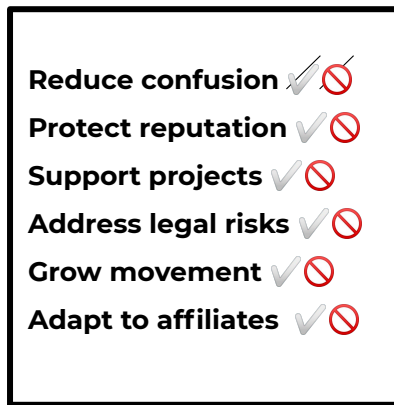 Reduce confusion ✔️🚫
Protect reputation ✔️🚫
Support projects ✔️🚫
Address legal risks ✔️🚫
Grow movement ✔️🚫
Adapt to affiliates ✔️🚫